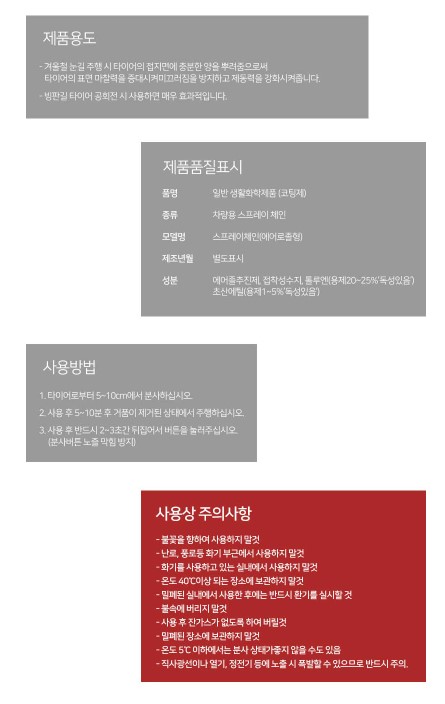 제품용도
- 겨울철 눈길 주행 시 타이어의 접지면에 충분한 양을 뿌려줌으로써
타이어의 표면 마찰력을 증대시켜미끄러짐을 방지하고 제동력을 강화시켜줍니다.
- 빙판길 타이어 공회전 시 사용하면 매우 효과적입니다.
제품품질표시
품명 일반 생활화학제품 (코팅제)
종류 차량용 스프레이 체인
모델명 스프레이체인(에어로졸형)
제조년월 별도표시
성분 에어졸추진제, 접착성수지, 톨루엔(용제20~25%'독성있음')
초산에틸(용제1~5%'독성있음')
사용방법
1. 타이어로부터 5~10cm에서 분사하십시오.
2. 사용 후 5~10분 후 거품이 제거된 상태에서 주행하십시오.
3. 사용 후 반드시 2~3초간 뒤집어서 버튼을 눌러주십시오.
(분사버튼 노즐 막힘 방지)
사용상 주의사항
- 불꽃을 향하여 사용하지 말것
- 난로, 풍로등 화기 부근에서 사용하지 말것
- 화기를 사용하고 있는 실내에서 사용하지 말것
- 온도 40℃이상 되는 장소에 보관하지 말것
- 밀폐된 실내에서 사용한 후에는 반드시 환기를 실시할 것
- 불속에 버리지 말것
- 사용 후 잔가스가 없도록 하여 버릴것
- 밀폐된 장소에 보관하지 말것
- 온도 5℃ 이하에서는 분사 상태가좋지 않을 수도 있음
- 직사광선이나 열기, 정전기 등에 노출 시 폭발할 수 있으므로 반드시 주의.